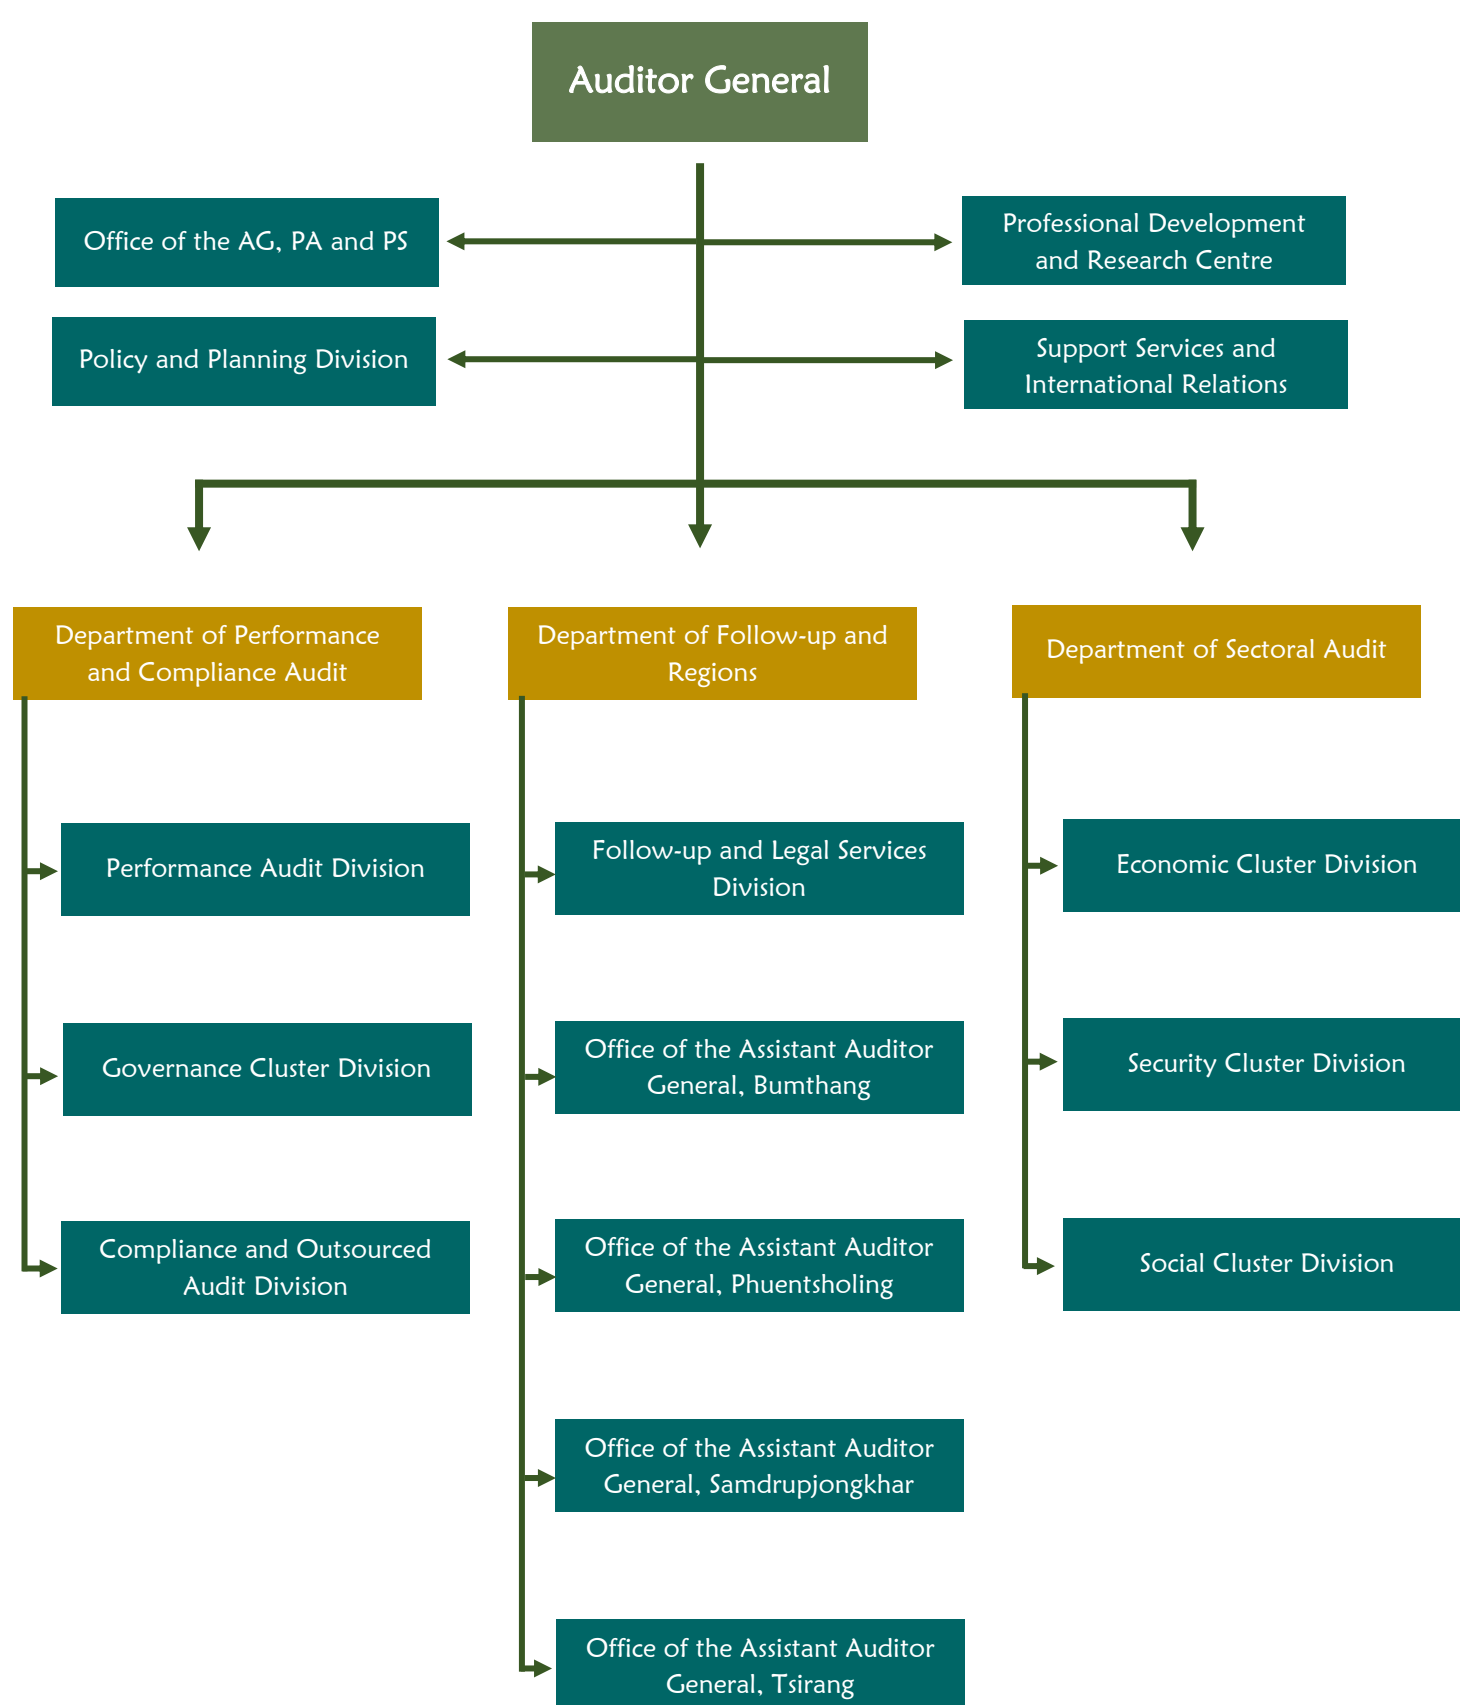 Auditor General
Office of the AG, PA and PS
Professional Development
and Research Centre
Policy and Planning Division
Support Services and
International Relations
Department of Performance
and Compliance Audit
Department of Follow-up and
Regions
Department of Sectoral Audit
Performance Audit Division
Governance Cluster Division
Compliance and Outsourced
Audit Division
Follow-up and Legal Services
Division
Office of the Assistant Auditor
General, Bumthang
Office of the Assistant Auditor
General, Phuentsholing
Office of the Assistant Auditor
General, Samdrupjongkhar
Office of the Assistant Auditor
General, Tsirang
Economic Cluster Division
Security Cluster Division
Social Cluster Division